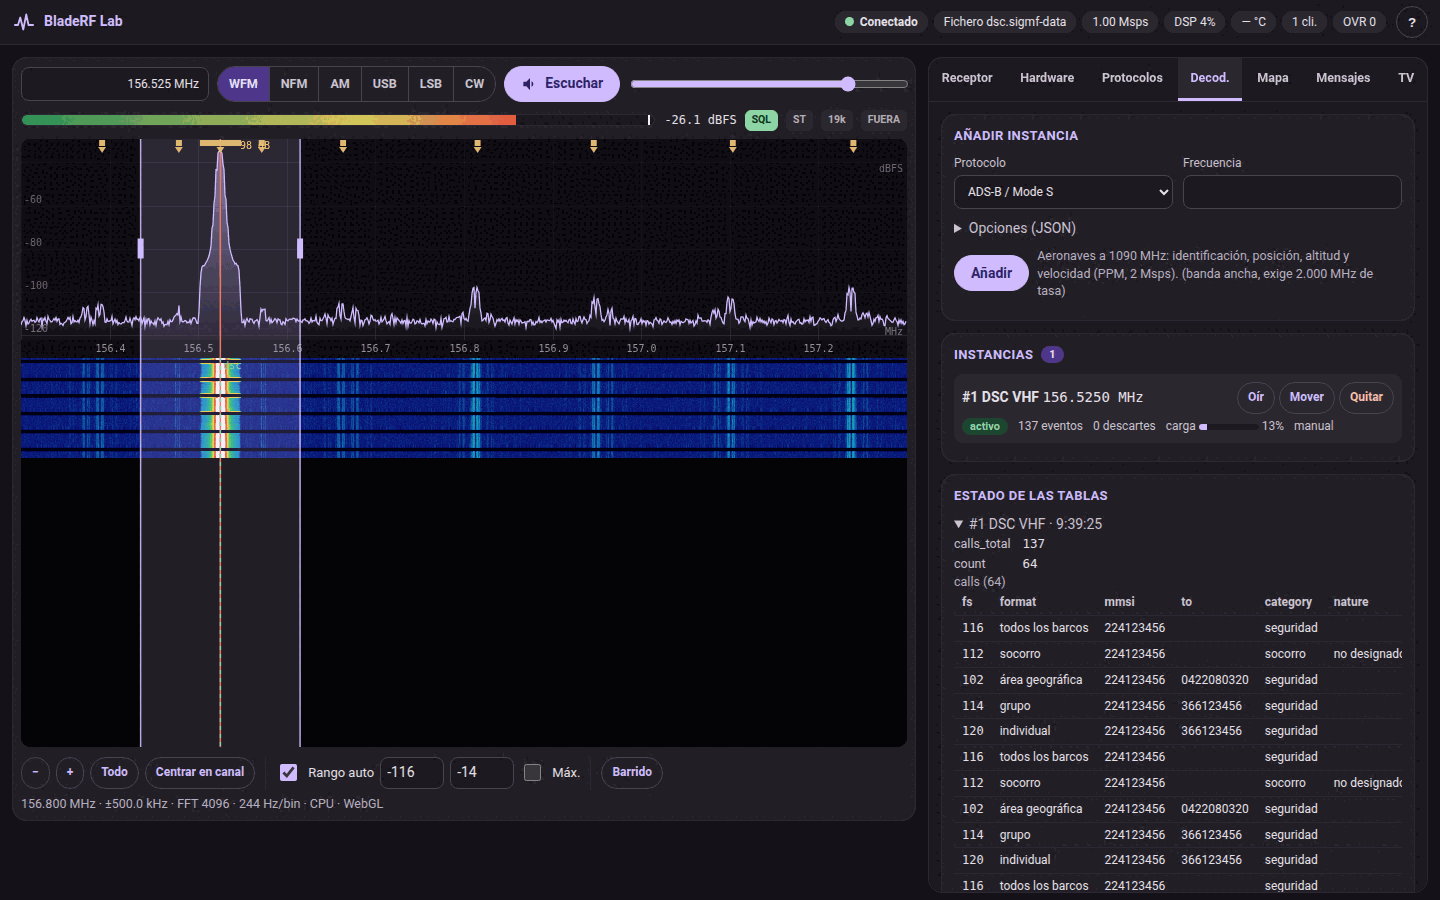 BladeRF Lab
Conectado
Fichero dsc.sigmf-data
1.00 Msps
DSP 4%
— °C
1 cli.
OVR 0
?
156.525 MHz
WFM
NFM
AM
USB
LSB
CW
Escuchar
-26.1 dBFS
SQL
ST
19k
FUERA
dBFS
-60
-80
-100
-120
MHz
156.4
156.5
156.6
156.7
156.8
156.9
157.0
157.1
157.2
−
+
Todo
Centrar en canal
Rango auto
-116
-14
Máx.
Barrido
156.800 MHz · ±500.0 kHz · FFT 4096 · 244 Hz/bin · CPU · WebGL
Receptor
Hardware
Protocolos
Decod.
Mapa
Mensajes
TV
AÑADIR INSTANCIA
Protocolo
Frecuencia
ADS-B / Mode S
Opciones (JSON)
Añadir
Aeronaves a 1090 MHz: identificación, posición, altitud y
velocidad (PPM, 2 Msps). (banda ancha, exige 2.000 MHz de
tasa)
INSTANCIAS 1
#1 DSC VHF 156.5250 MHz
Oír
Mover
Quitar
activo 137 eventos 0 descartes carga 13% manual
ESTADO DE LAS TABLAS
#1 DSC VHF · 9:39:25
calls_total 137
count 64
calls (64)
fs format mmsi to category nature
116 todos los barcos 224123456 seguridad
112 socorro 224123456 socorro no designado
102 área geográfica 224123456 0422080320 seguridad
114 grupo 224123456 366123456 seguridad
120 individual 224123456 366123456 seguridad
116 todos los barcos 224123456 seguridad
112 socorro 224123456 socorro no designado
102 área geográfica 224123456 0422080320 seguridad
114 grupo 224123456 366123456 seguridad
120 individual 224123456 366123456 seguridad
116 todos los barcos 224123456 seguridad